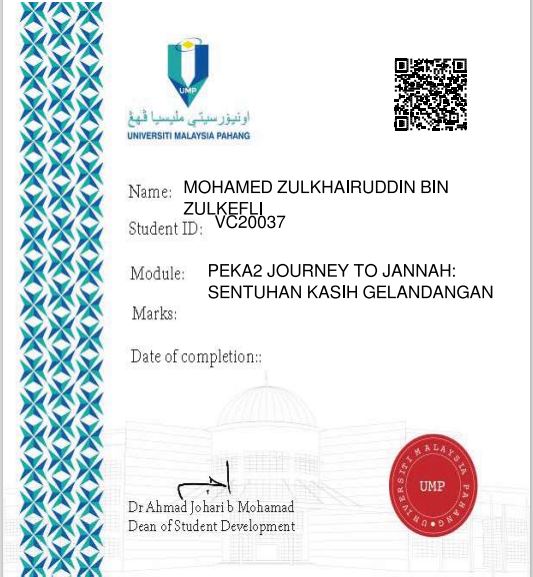 UMP
اونيۏرسيتي مليسيا ڤهڠ
UNIVERSITI MALAYSIA PAHANG
Name: MOHAMED ZULKHAIRUDDIN BIN
ZULKEFLI
Student ID: VC20037
Module: PEKA2 JOURNEY TO JANNAH:
SENTUHAN KASIH GELANDANGAN
Marks:
Date of completion::
Dr Ahmad Johari b Mohamad
Dean of Student Development
UNIVERSITI MALAYSIA PAHANG
UMP